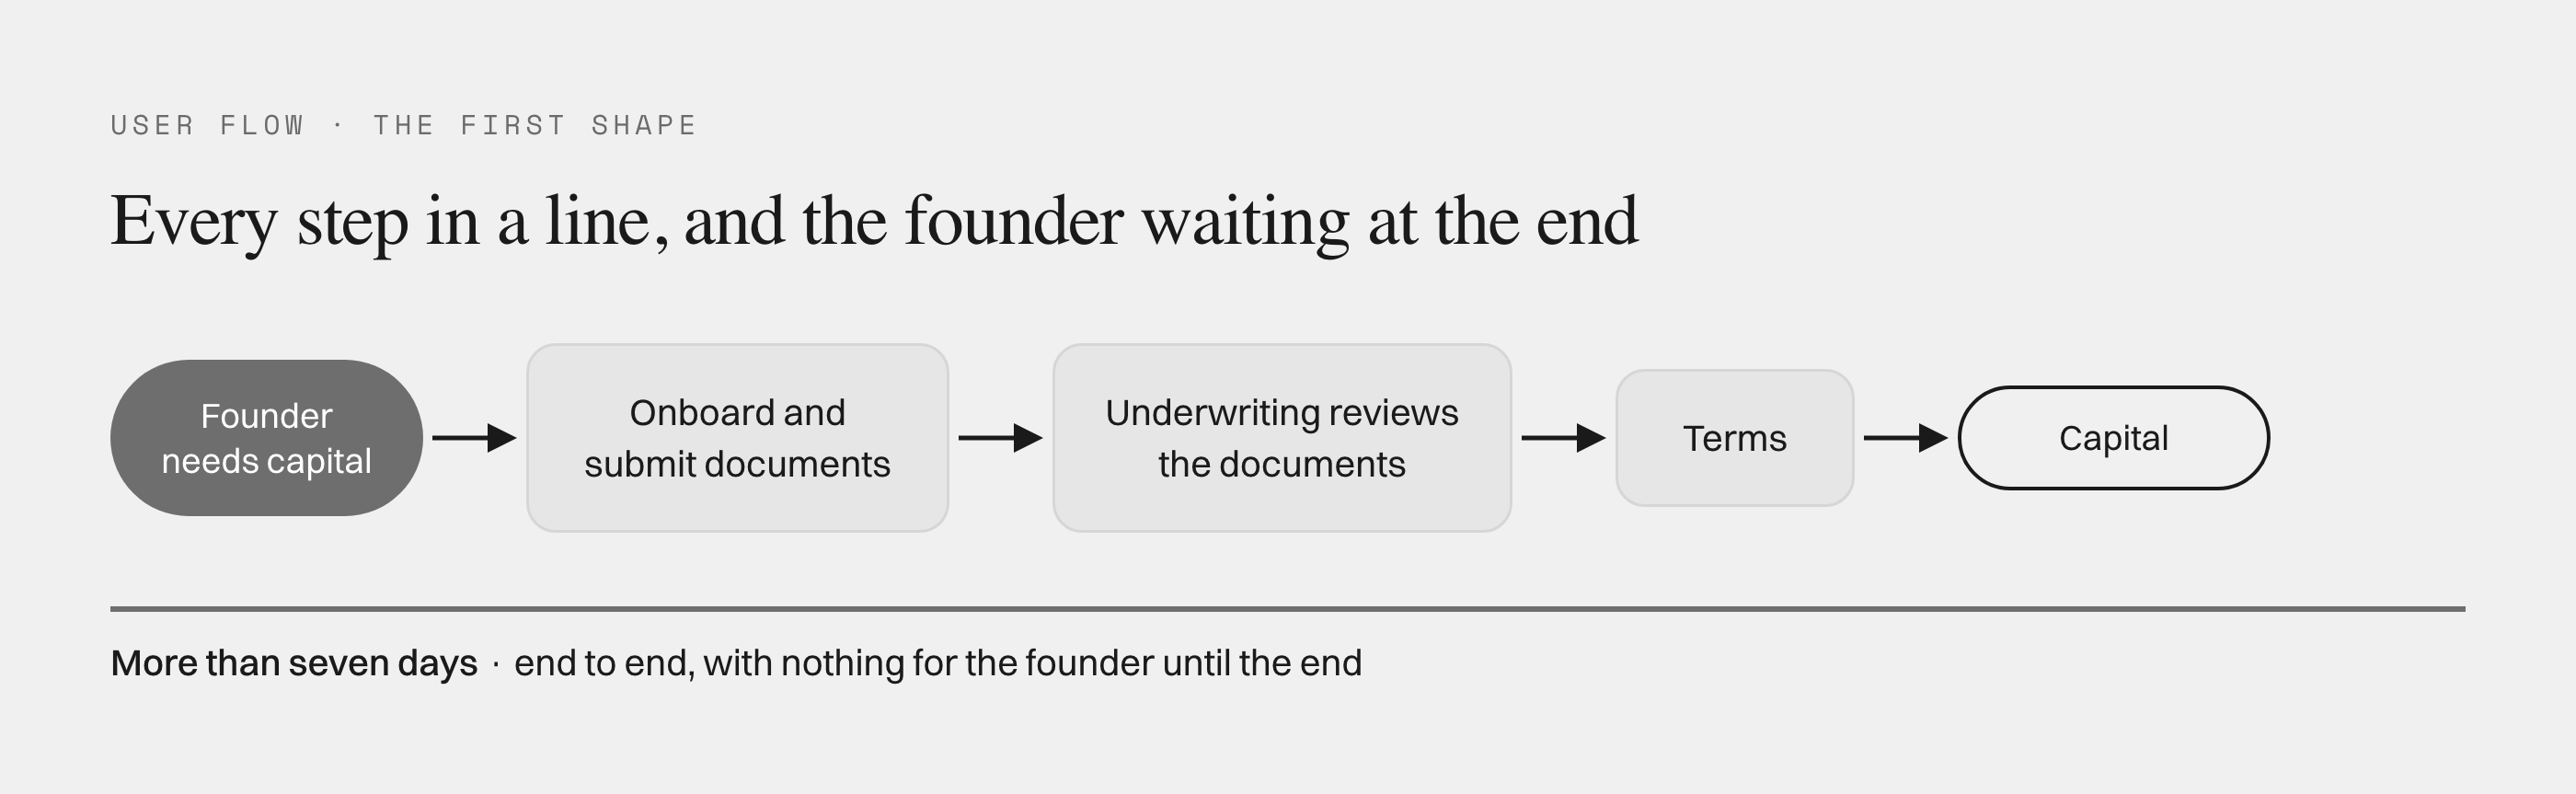 USER FLOW · THE FIRST SHAPE
Every step in a line, and the founder waiting at the end
Founder
needs capital
Onboard and
submit documents
Underwriting reviews
the documents
Terms
Capital
More than seven days · end to end, with nothing for the founder until the end